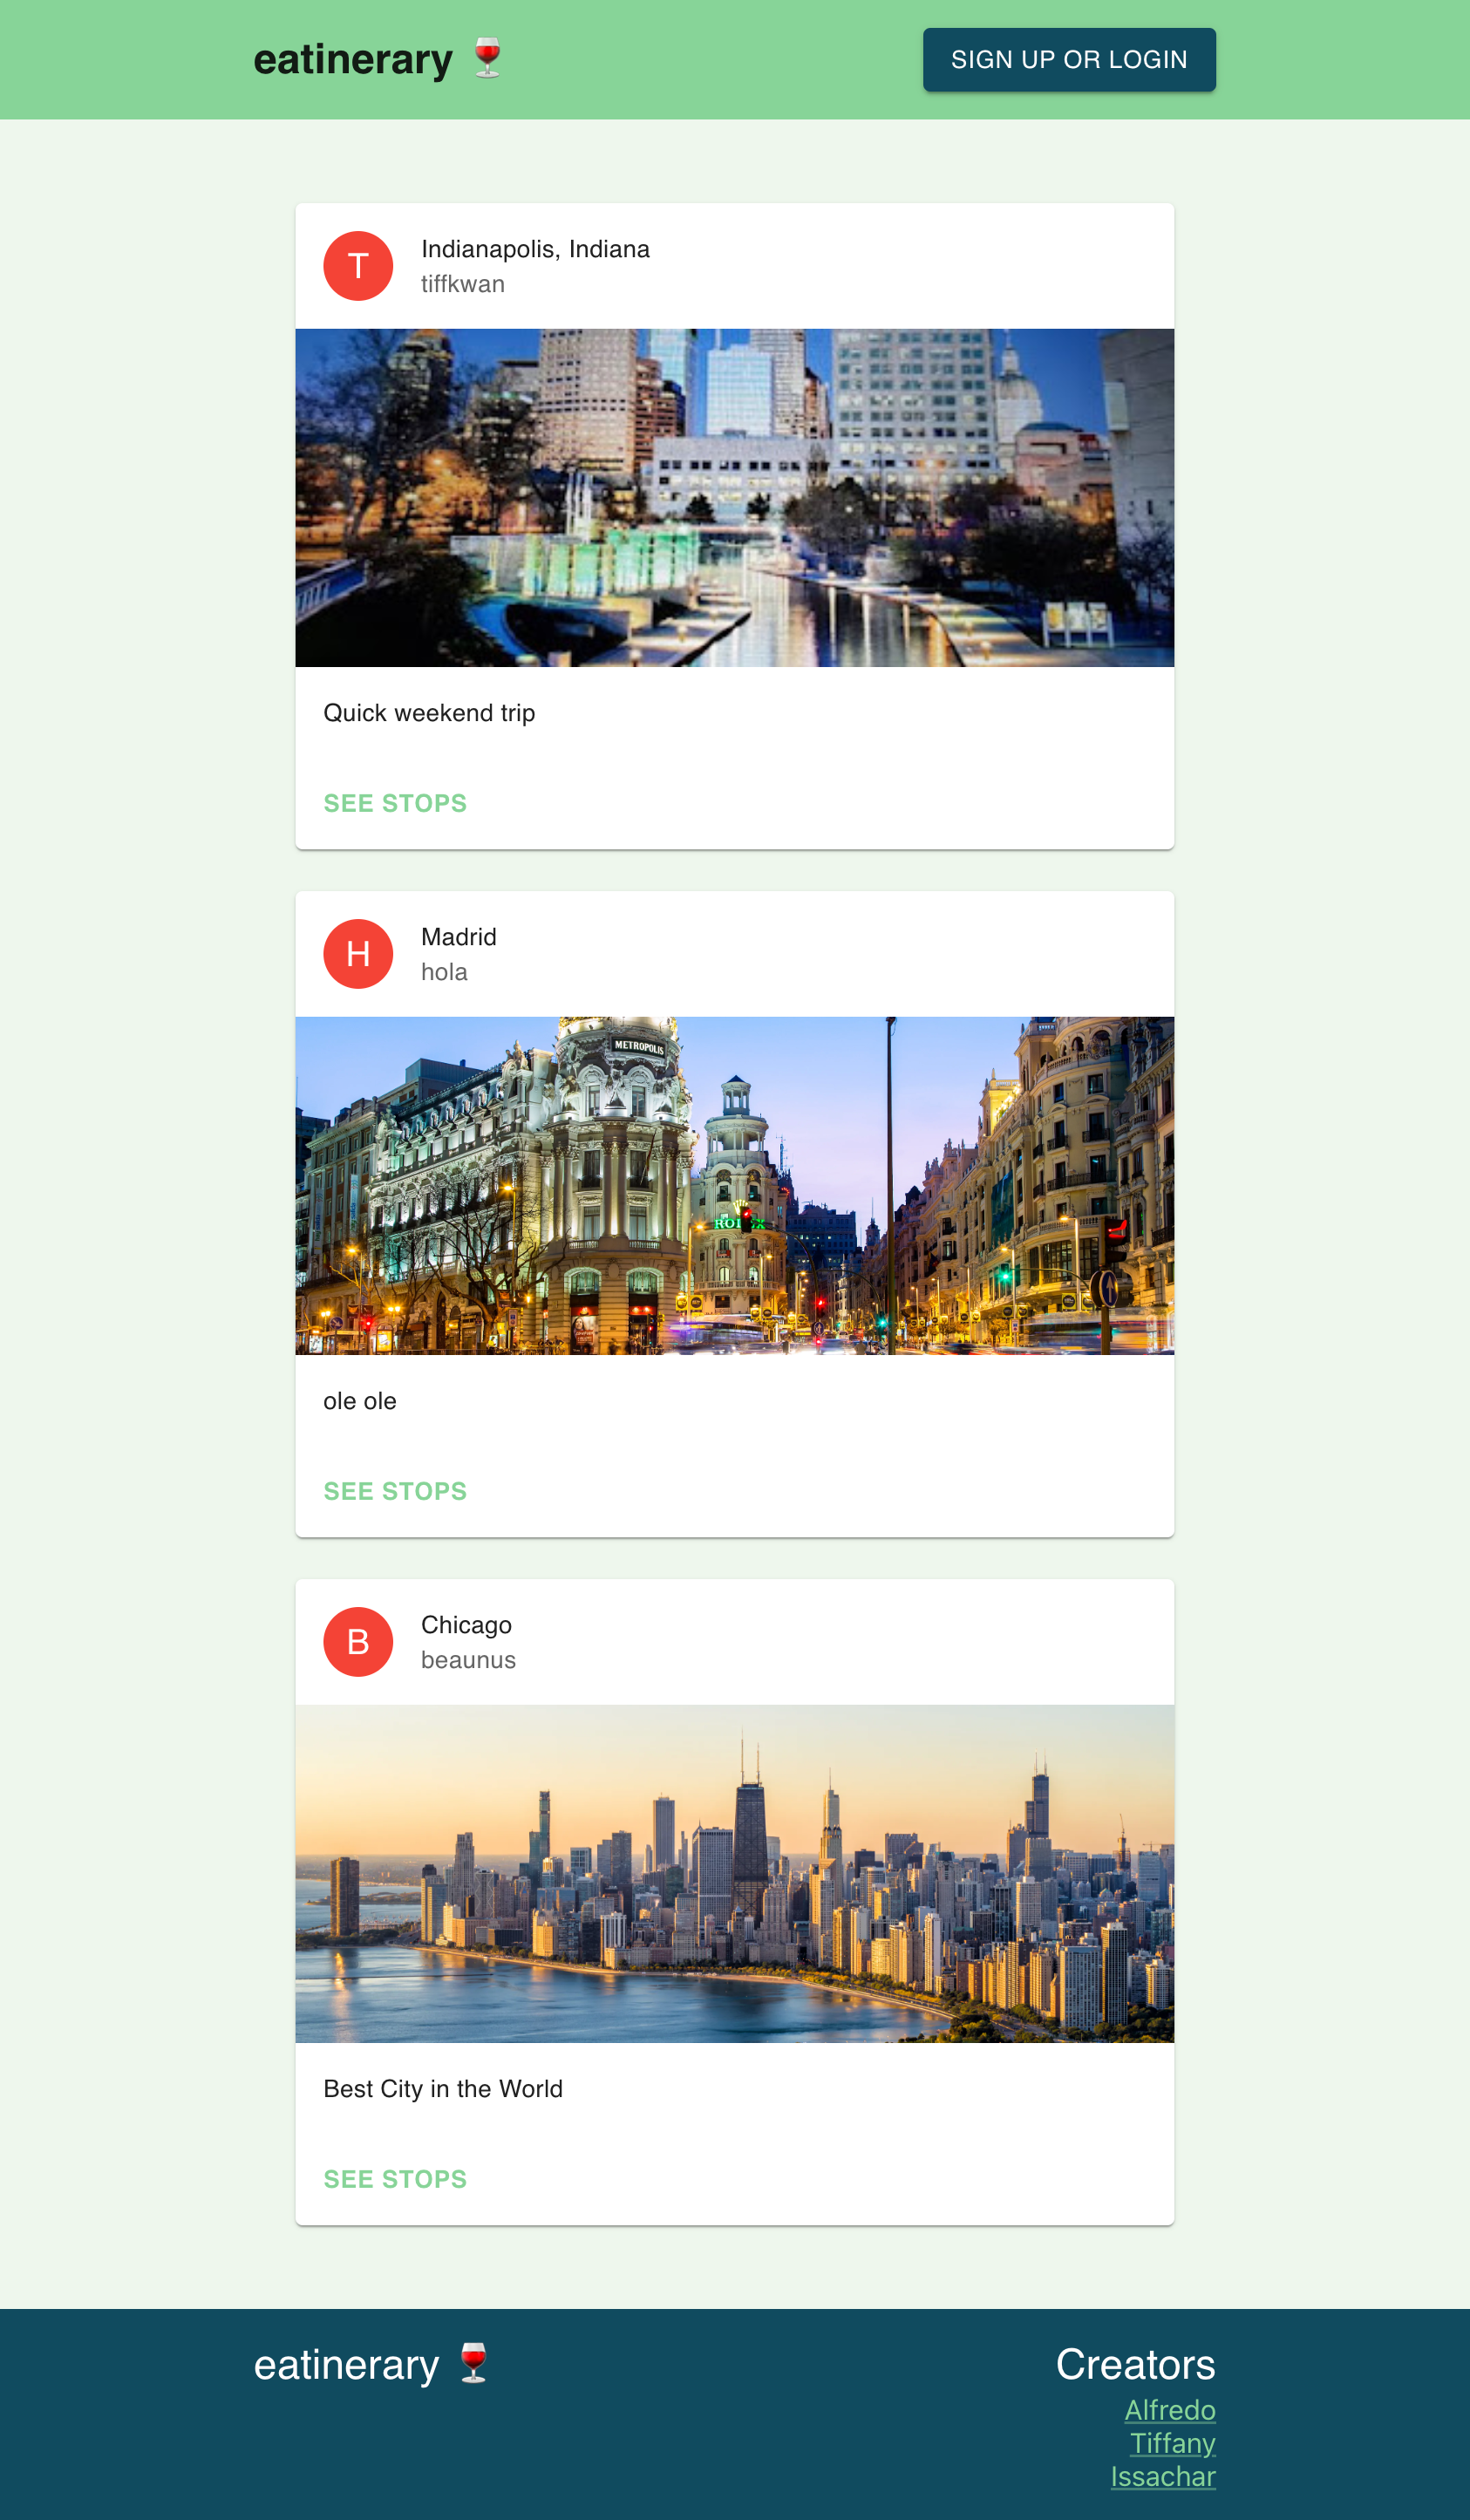 eatinerary
SIGN UP OR LOGIN
T
Indianapolis, Indiana
tiffkwan
Quick weekend trip
SEE STOPS
H
Madrid
hola
METROPOLIS
ROLEX
ole ole
SEE STOPS
B
Chicago
beaunus
Best City in the World
SEE STOPS
eatinerary
Creators
Alfredo
Tiffany
Issachar